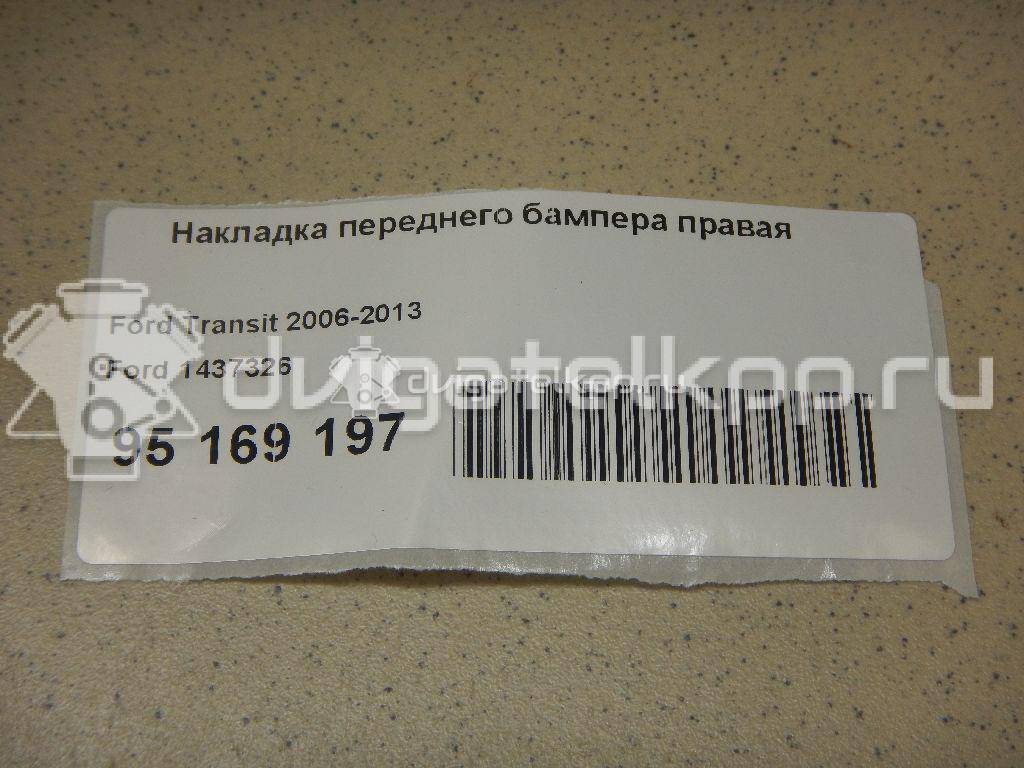 Накладка переднего бампера правая
Ford Transit 2006-2013
Ford 1437326
dvigatelkon.ru
95 169 197